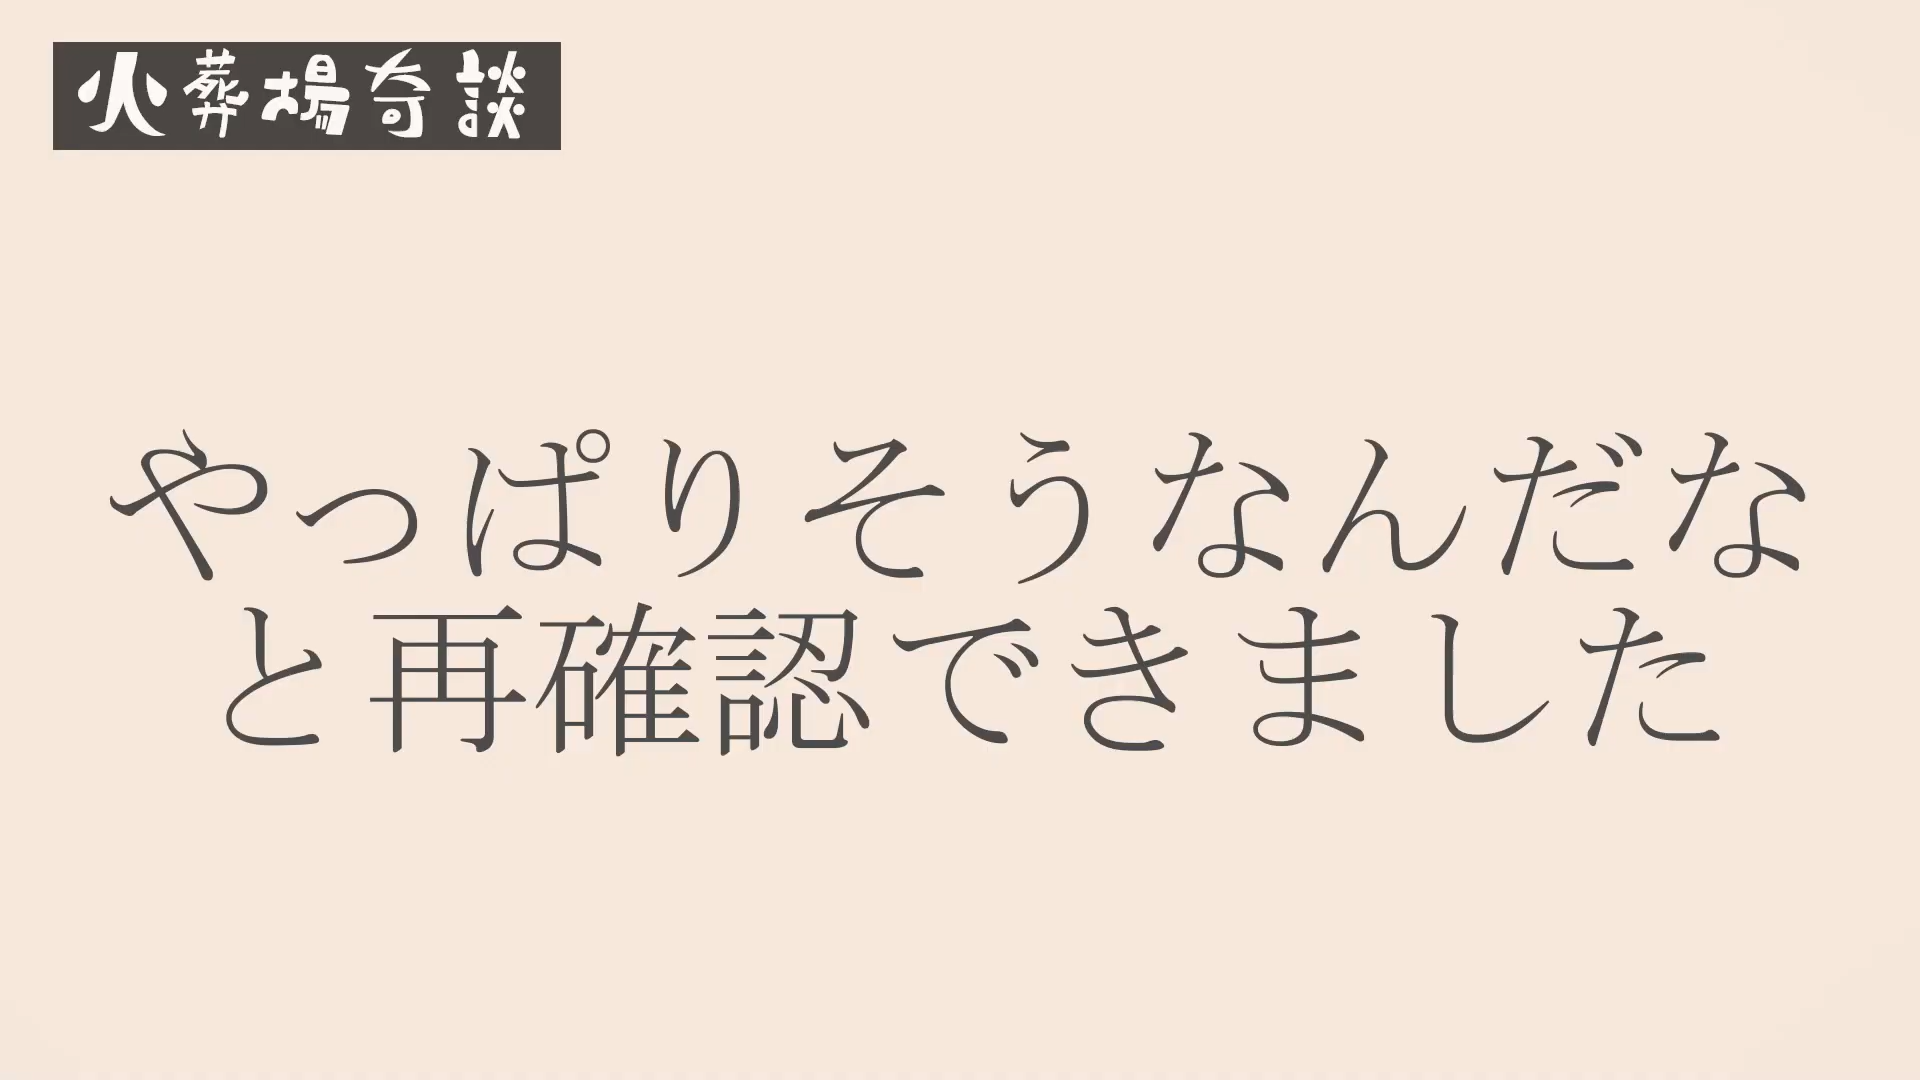 火葬場奇談
やっぱりそうなんだな
と再確認できました